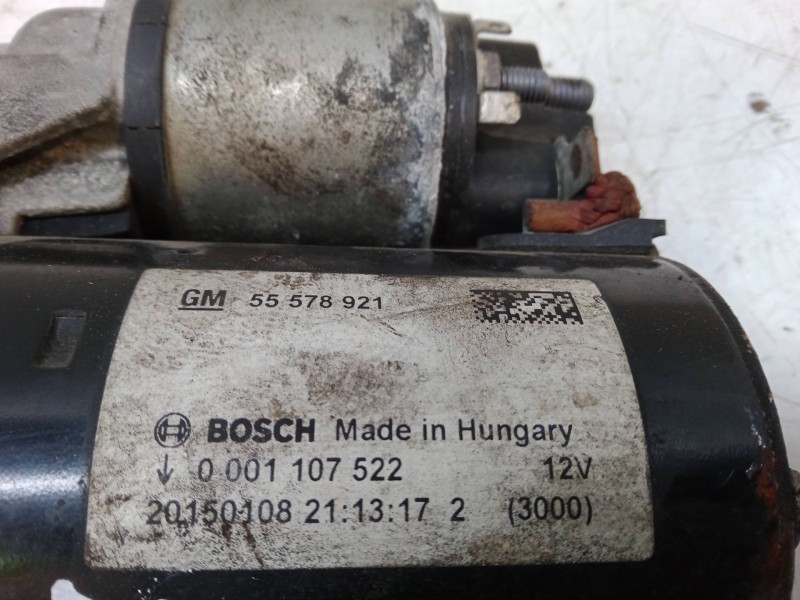 GM 55 578 921
BOSCH Made in Hungary
↓ 0 001 107 522 12V
20150108 21:13:17 2 (3000)